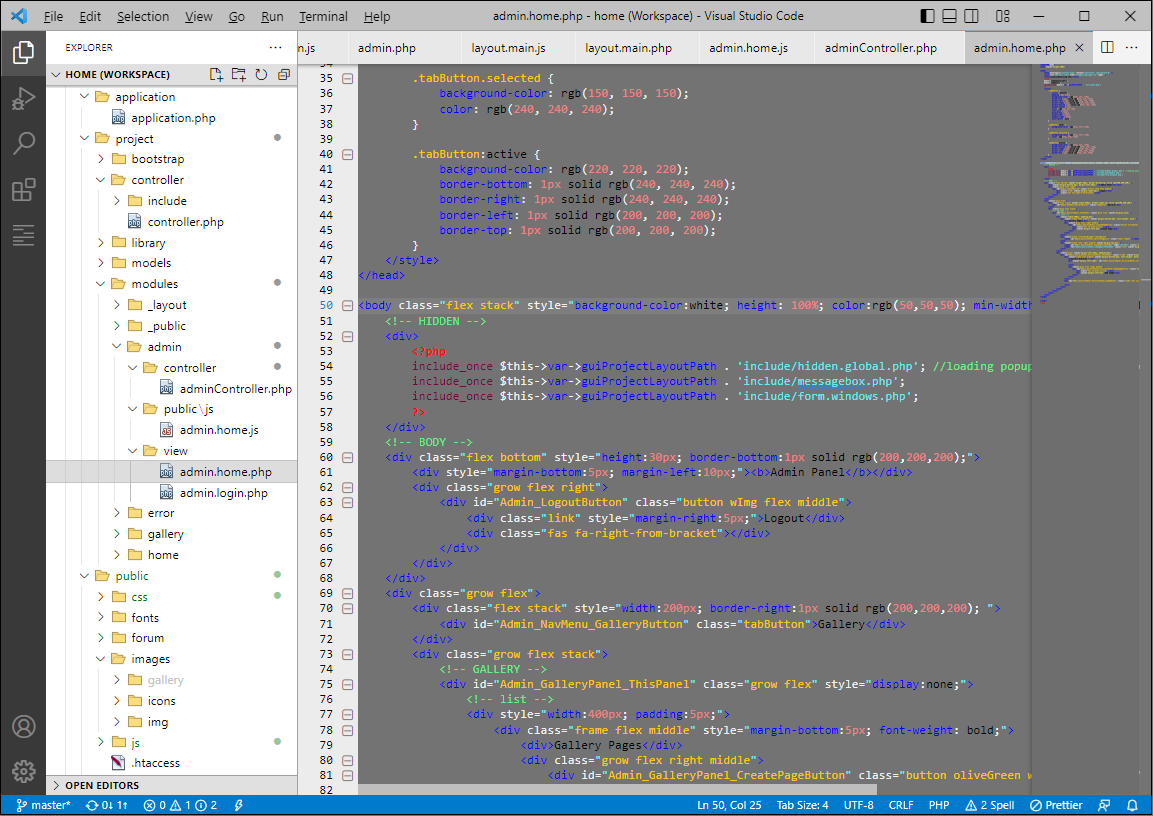 File Edit Selection View Go Run Terminal Help admin.home.php - home (Workspace) - Visual Studio Code
EXPLORER
n.js admin.php layout.main.js layout.main.php admin.home.js adminController.php admin.home.php
HOME (WORKSPACE)
application
application.php
project
bootstrap
controller
include
controller.php
library
models
modules
_layout
_public
admin
controller
adminController.php
public\js
admin.home.js
view
admin.home.php
admin.login.php
error
gallery
home
public
css
fonts
forum
images
gallery
icons
img
js
.htaccess
OPEN EDITORS
35 .tabButton.selected {
36 background-color: rgb(150, 150, 150);
37 color: rgb(240, 240, 240);
38 }
39
40 .tabButton:active {
41 background-color: rgb(220, 220, 220);
42 border-bottom: 1px solid rgb(240, 240, 240);
43 border-right: 1px solid rgb(240, 240, 240);
44 border-left: 1px solid rgb(200, 200, 200);
45 border-top: 1px solid rgb(200, 200, 200);
46 }
47 </style>
48 </head>
49
50 <body class="flex stack" style="background-color:white; height: 100%; color:rgb(50,50,50); min-width
51 <!-- HIDDEN -->
52 <div>
53 <?php
54 include_once $this->var->guiProjectLayoutPath . 'include/hidden.global.php'; //loading popup
55 include_once $this->var->guiProjectLayoutPath . 'include/messagebox.php';
56 include_once $this->var->guiProjectLayoutPath . 'include/form.windows.php';
57 ?>
58 </div>
59 <!-- BODY -->
60 <div class="flex bottom" style="height:30px; border-bottom:1px solid rgb(200,200,200);">
61 <div style="margin-bottom:5px; margin-left:10px;"><b>Admin Panel</b></div>
62 <div class="grow flex right">
63 <div id="Admin_LogoutButton" class="button wImg flex middle">
64 <div class="link" style="margin-right:5px;">Logout</div>
65 <div class="fas fa-right-from-bracket"></div>
66 </div>
67 </div>
68 </div>
69 <div class="grow flex">
70 <div class="flex stack" style="width:200px; border-right:1px solid rgb(200,200,200); ">
71 <div id="Admin_NavMenu_GalleryButton" class="tabButton">Gallery</div>
72 </div>
73 <div class="grow flex stack">
74 <!-- GALLERY -->
75 <div id="Admin_GalleryPanel_ThisPanel" class="grow flex" style="display:none;">
76 <!-- list -->
77 <div style="width:400px; padding:5px;">
78 <div class="frame flex middle" style="margin-bottom:5px; font-weight: bold;">
79 <div>Gallery Pages</div>
80 <div class="grow flex right middle">
81 <div id="Admin_GalleryPanel_CreatePageButton" class="button oliveGreen w
82
master* 0↓ 1↑ 0 1 2 Ln 50, Col 25 Tab Size: 4 UTF-8 CRLF PHP 2 Spell Prettier